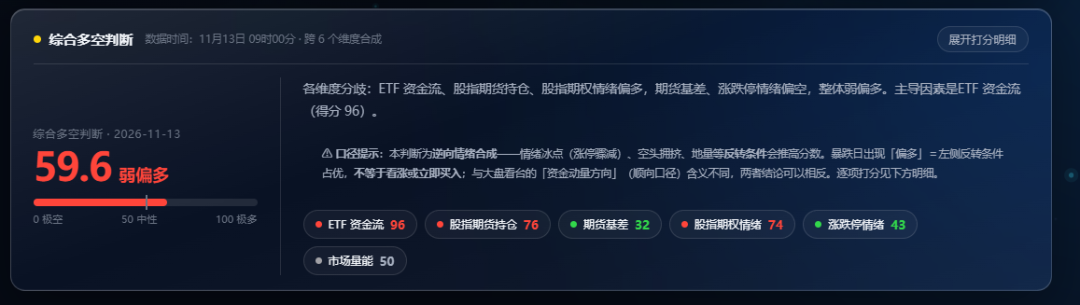 综合多空判断 数据时间：11月13日 09时00分 · 跨 6 个维度合成 展开打分明细
各维度分歧：ETF 资金流、股指期货持仓、股指期权情绪偏多，期货基差、涨跌停情绪偏空，整体弱偏多。主导因素是ETF 资金流
（得分 96）。
综合多空判断 · 2026-11-13
59.6 弱偏多
0 极空 50 中性 100 极多
⚠ 口径提示：本判断为逆向情绪合成——情绪冰点（涨停骤减）、空头拥挤、地量等反转条件会推高分数。暴跌日出现「偏多」＝左侧反转条件
占优，不等于看涨或立即买入；与大盘看台的「资金动量方向」（顺向口径）含义不同，两者结论可以相反。逐项打分见下方明细。
ETF 资金流 96 股指期货持仓 76 期货基差 32 股指期权情绪 74 涨跌停情绪 43
市场量能 50